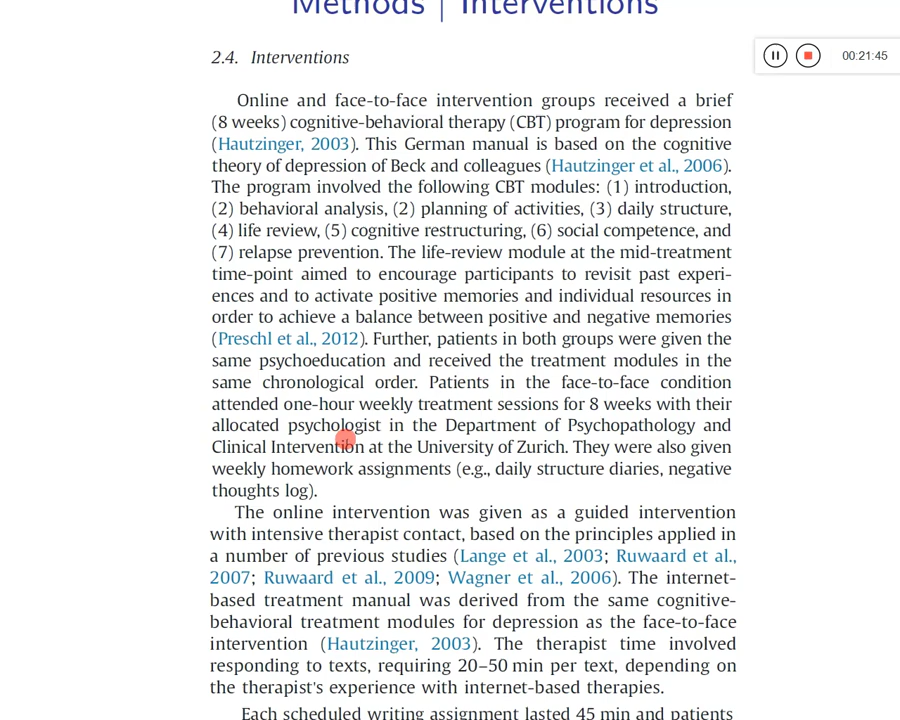 Methods | Interventions
2.4. Interventions
00:21:45
Online and face-to-face intervention groups received a brief
(8 weeks) cognitive-behavioral therapy (CBT) program for depression
(Hautzinger, 2003). This German manual is based on the cognitive
theory of depression of Beck and colleagues (Hautzinger et al., 2006).
The program involved the following CBT modules: (1) introduction,
(2) behavioral analysis, (2) planning of activities, (3) daily structure,
(4) life review, (5) cognitive restructuring, (6) social competence, and
(7) relapse prevention. The life-review module at the mid-treatment
time-point aimed to encourage participants to revisit past experi-
ences and to activate positive memories and individual resources in
order to achieve a balance between positive and negative memories
(Preschl et al., 2012). Further, patients in both groups were given the
same psychoeducation and received the treatment modules in the
same chronological order. Patients in the face-to-face condition
attended one-hour weekly treatment sessions for 8 weeks with their
allocated psychologist in the Department of Psychopathology and
Clinical Intervention at the University of Zurich. They were also given
weekly homework assignments (e.g., daily structure diaries, negative
thoughts log).
The online intervention was given as a guided intervention
with intensive therapist contact, based on the principles applied in
a number of previous studies (Lange et al., 2003; Ruwaard et al.,
2007; Ruwaard et al., 2009; Wagner et al., 2006). The internet-
based treatment manual was derived from the same cognitive-
behavioral treatment modules for depression as the face-to-face
intervention (Hautzinger, 2003). The therapist time involved
responding to texts, requiring 20–50 min per text, depending on
the therapist's experience with internet-based therapies.
Each scheduled writing assignment lasted 45 min and patients